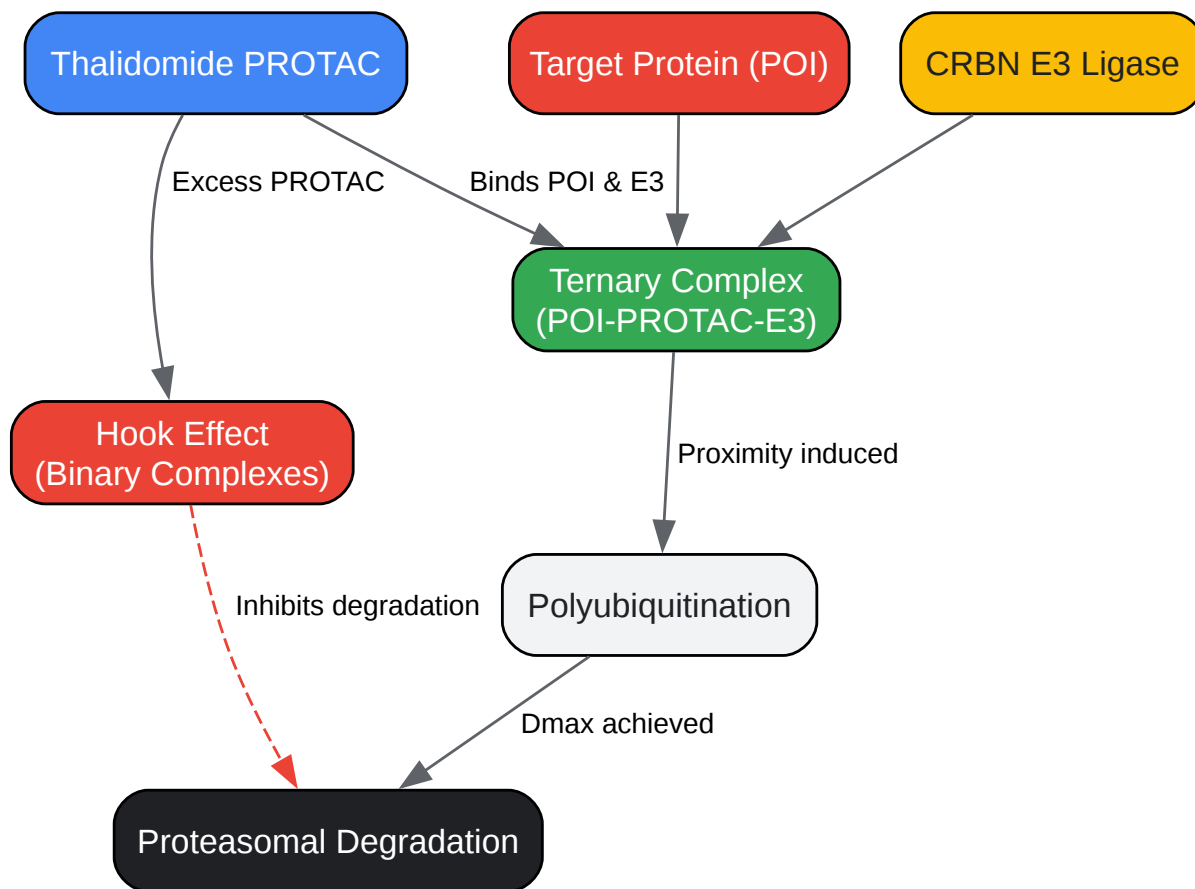 Thalidomide PROTAC
Target Protein (POI)
CRBN E3 Ligase
Excess PROTAC
Binds POI & E3
Ternary Complex
(POI-PROTAC-E3)
Hook Effect
(Binary Complexes)
Proximity induced
Inhibits degradation
Polyubiquitination
Dmax achieved
Proteasomal Degradation